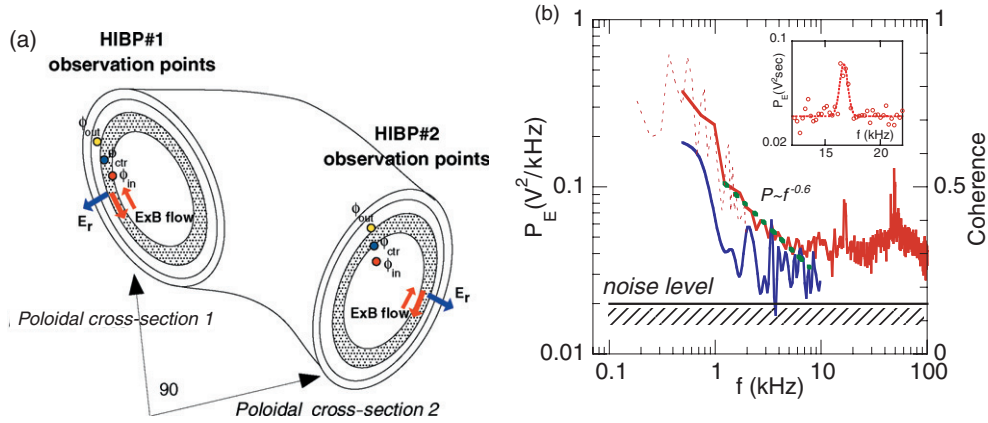 (a)
HIBP#1
observation points
ϕout
ϕctr
ϕin
ExB flow
Er
HIBP#2
observation points
ϕout
ϕctr
ϕin
ExB flow
Er
Poloidal cross-section 1
90
Poloidal cross-section 2
(b)
PE (V²/kHz)
1
0.1
0.01
0.1
1
10
100
f (kHz)
Coherence
1
0.5
0
P~f-0.6
noise level
PE(V²sec)
0.1
0.02
f (kHz)
16
20